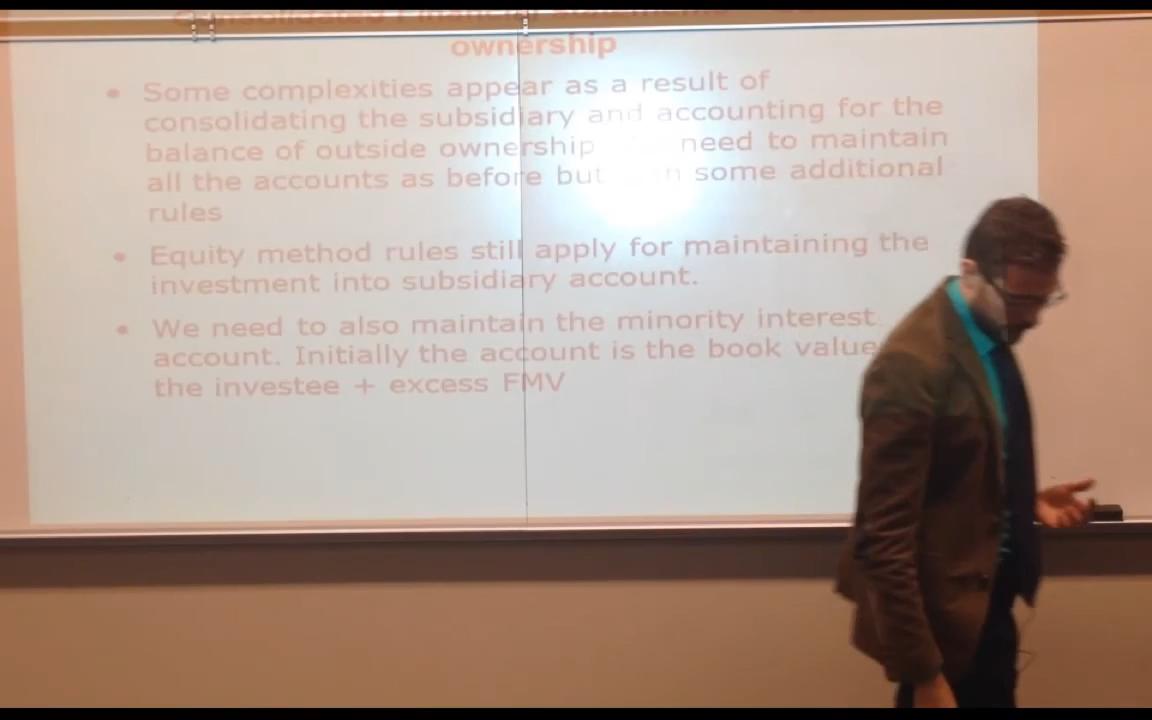 Consolidated Financial Statements
ownership
• Some complexities appear as a result of
consolidating the subsidiary and accounting for the
balance of outside ownership need to maintain
all the accounts as before but some additional
rules
• Equity method rules still apply for maintaining the
investment into subsidiary account.
• We need to also maintain the minority interest
account. Initially the account is the book value
the investee + excess FMV